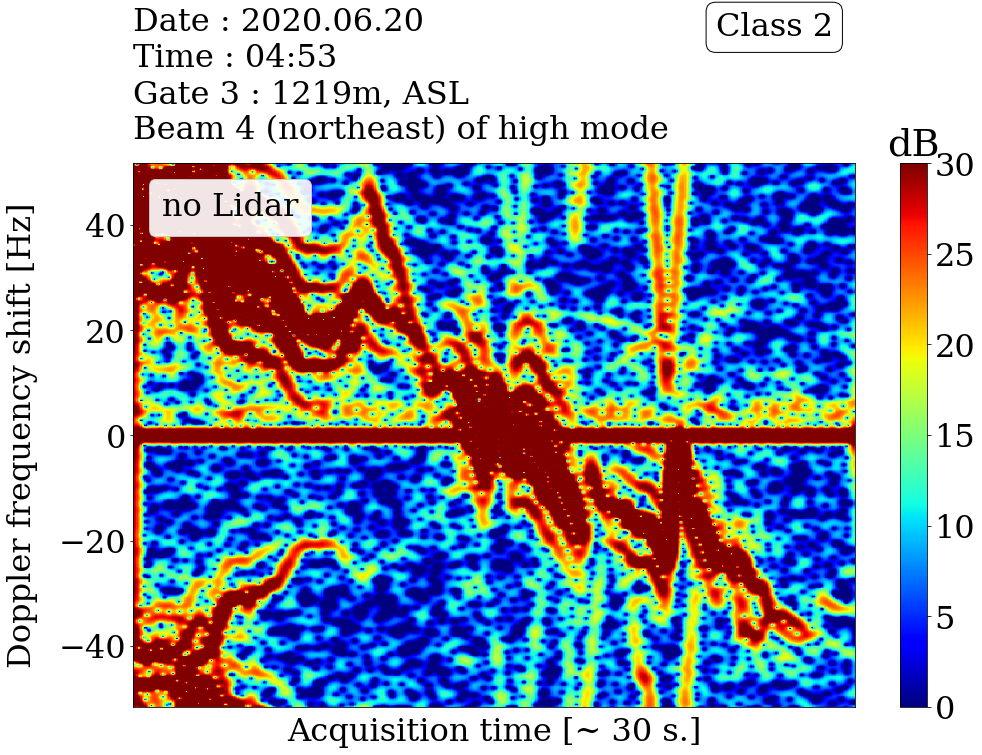 Date : 2020.06.20
Time : 04:53
Gate 3 : 1219m, ASL
Beam 4 (northeast) of high mode
Class 2
dB
no Lidar
Doppler frequency shift [Hz]
40
20
0
−20
−40
30
25
20
15
10
5
0
Acquisition time [~ 30 s.]